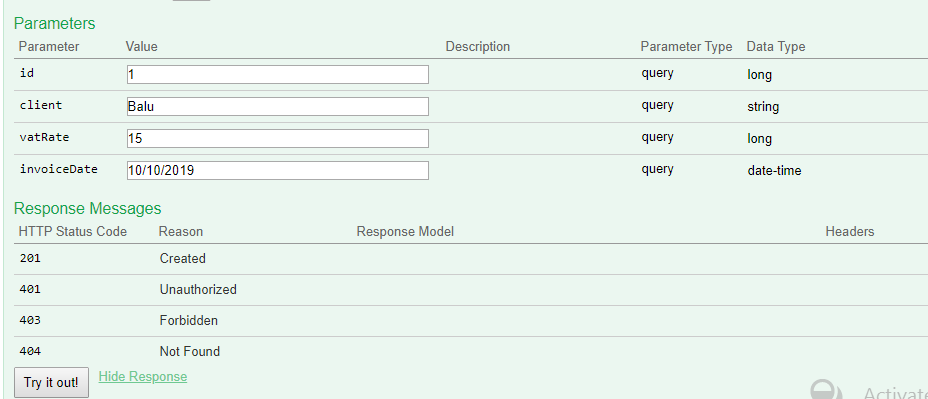 Parameters
Parameter Value Description Parameter Type Data Type
id 1 query long
client Balu query string
vatRate 15 query long
invoiceDate 10/10/2019 query date-time
Response Messages
HTTP Status Code Reason Response Model Headers
201 Created
401 Unauthorized
403 Forbidden
404 Not Found
Try it out! Hide Response
Activate